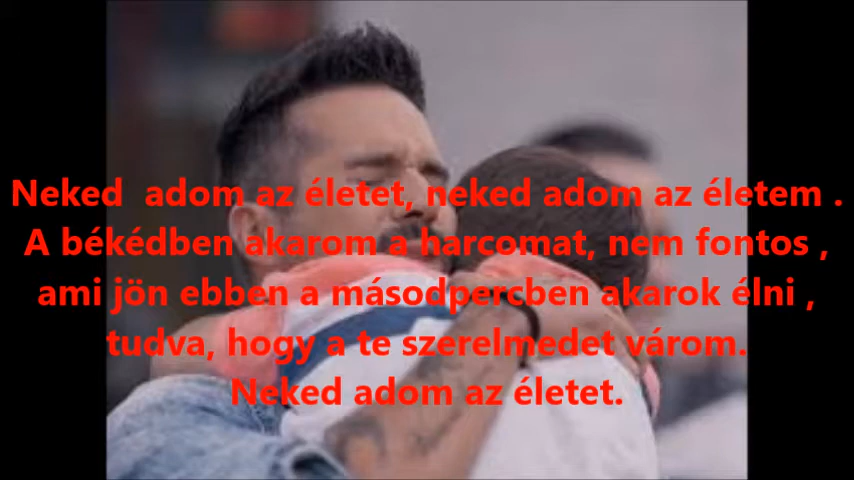 Neked  adom az életet, neked adom az életem .
A békédben akarom a harcomat, nem fontos ,
ami jön ebben a másodpercben akarok élni ,
tudva, hogy a te szerelmedet várom.
Neked adom az életet.